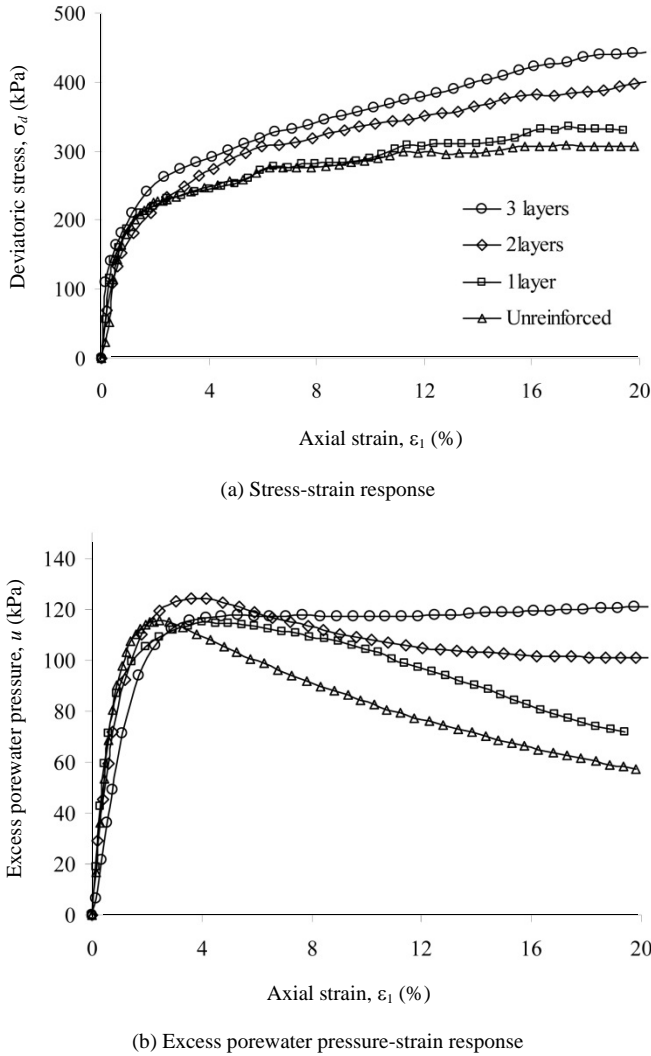 500
400
300
200
100
0
Deviatoric stress, σd (kPa)
3 layers
2layers
1layer
Unreinforced
0 4 8 12 16 20
Axial strain, ε1 (%)
(a) Stress-strain response
140
120
100
80
60
40
20
0
Excess porewater pressure, u (kPa)
0 4 8 12 16 20
Axial strain, ε1 (%)
(b) Excess porewater pressure-strain response